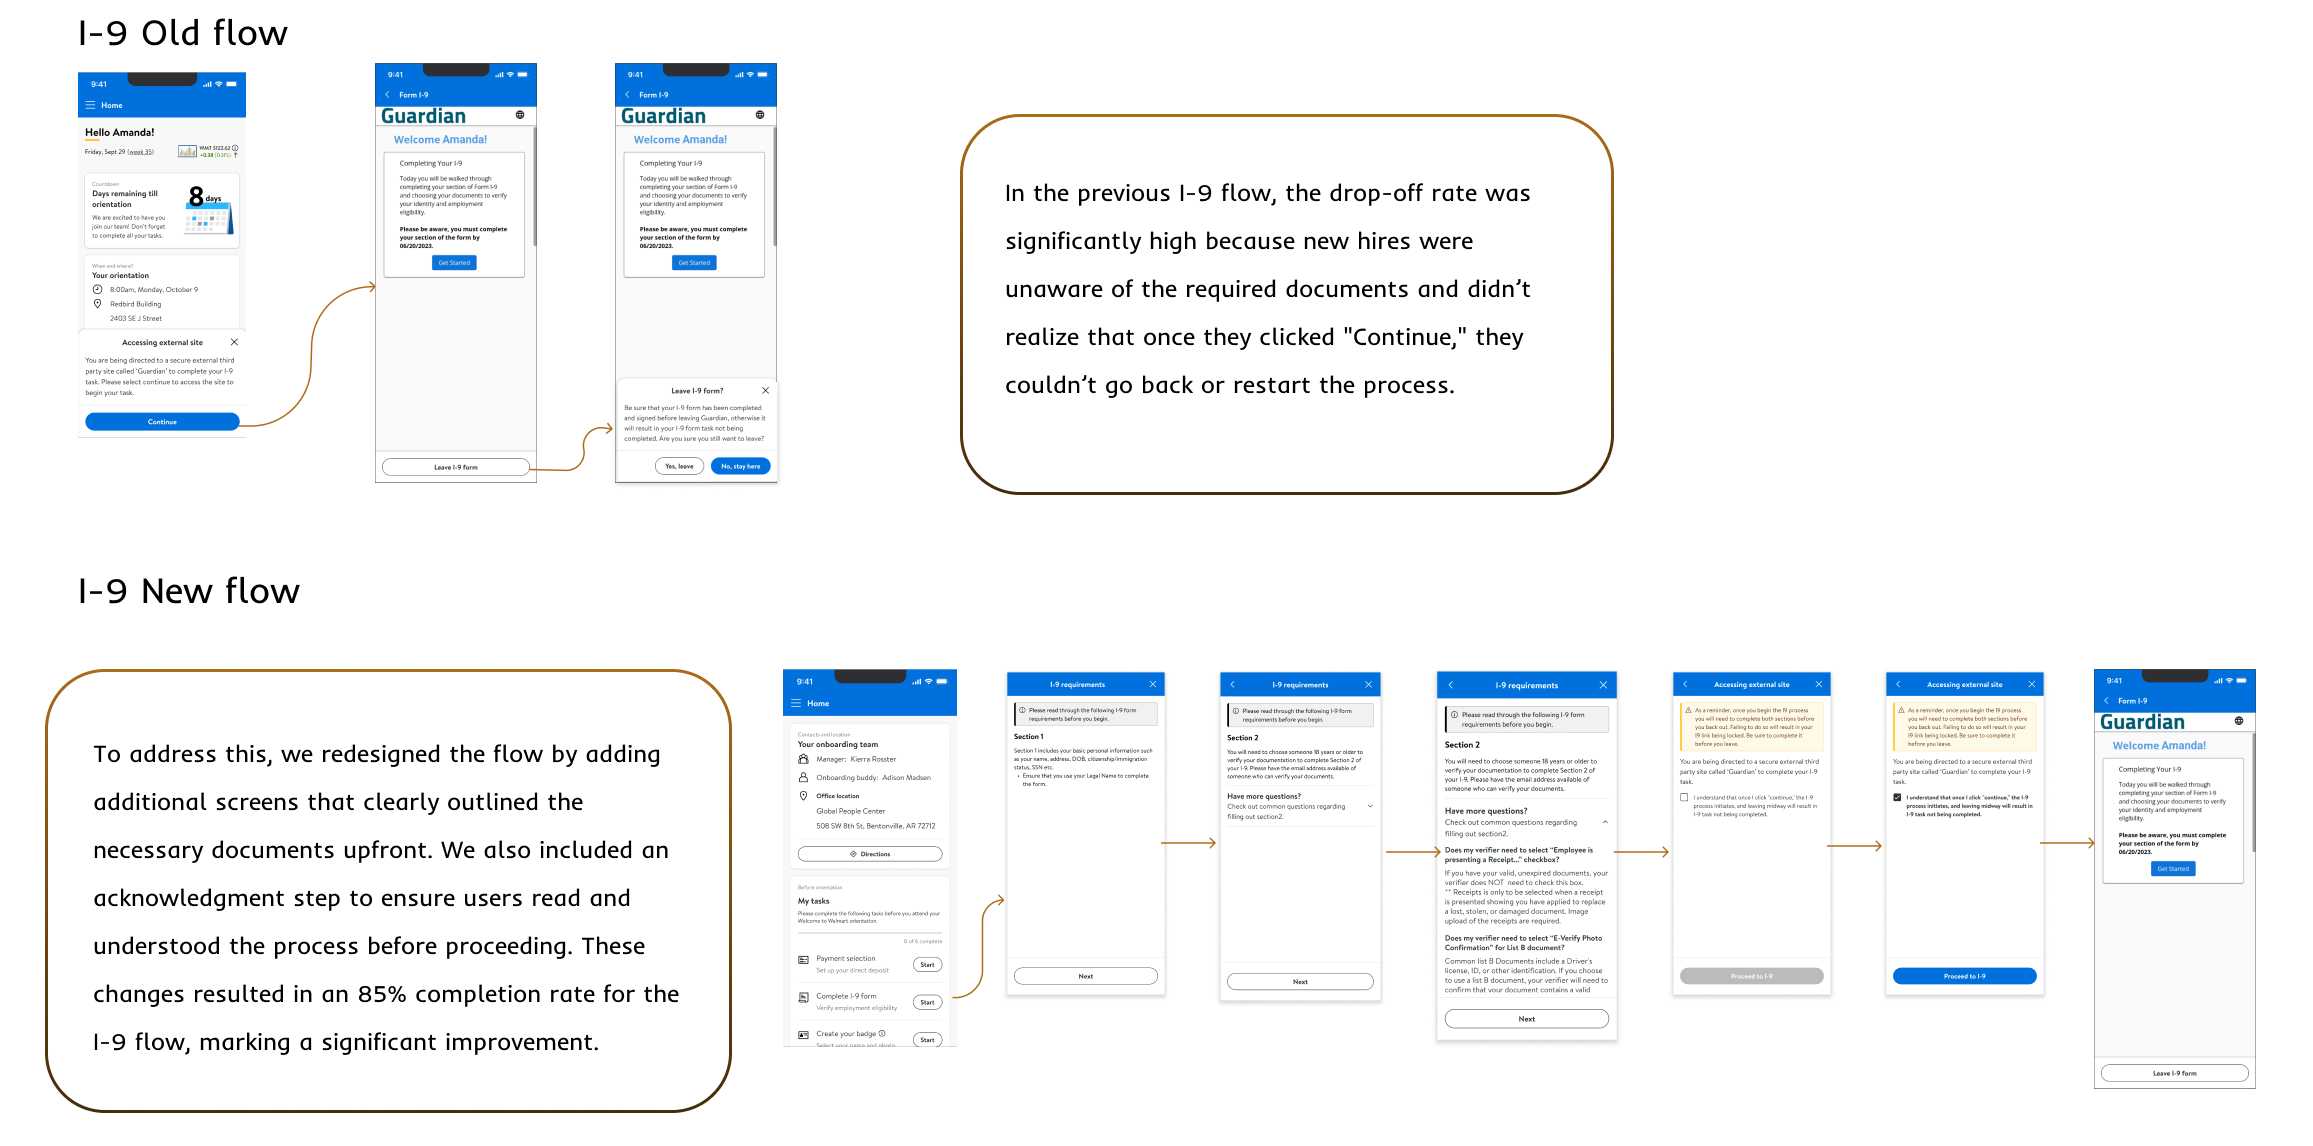 I-9 Old flow
9:41
Home
Hello Amanda!
Friday, Sept 29 (week 35)
WMT $122.62
+0.38 (0.31%)
Countdown
Days remaining till
orientation
We are excited to have you
join our team! Don't forget
to complete all your tasks.
8 days
When and where?
Your orientation
8:00am, Monday, October 9
Redbird Building
2403 SE J Street
Accessing external site
You are being directed to a secure external third
party site called 'Guardian' to complete your I-9
task. Please select continue to access the site to
begin your task.
Continue
9:41
Form I-9
Guardian
Welcome Amanda!
Completing Your I-9
Today you will be walked through
completing your section of Form I-9
and choosing your documents to verify
your identity and employment
eligibility.
Please be aware, you must complete
your section of the form by
06/20/2023.
Get Started
Leave I-9 form
9:41
Form I-9
Guardian
Welcome Amanda!
Completing Your I-9
Today you will be walked through
completing your section of Form I-9
and choosing your documents to verify
your identity and employment
eligibility.
Please be aware, you must complete
your section of the form by
06/20/2023.
Get Started
Leave I-9 form?
Be sure that your I-9 form has been completed
and signed before leaving Guardian, otherwise it
will result in your I-9 form task not being
completed. Are you sure you still want to leave?
Yes, leave
No, stay here
In the previous I-9 flow, the drop-off rate was
significantly high because new hires were
unaware of the required documents and didn't
realize that once they clicked "Continue," they
couldn't go back or restart the process.
I-9 New flow
To address this, we redesigned the flow by adding
additional screens that clearly outlined the
necessary documents upfront. We also included an
acknowledgment step to ensure users read and
understood the process before proceeding. These
changes resulted in an 85% completion rate for the
I-9 flow, marking a significant improvement.
9:41
Home
Contacts and location
Your onboarding team
Manager: Kierra Rosster
Onboarding buddy: Adison Madsen
Office location
Global People Center
508 SW 8th St, Bentonville, AR 72712
Directions
Before orientation
My tasks
Please complete the following tasks before you attend your
Welcome to Walmart orientation.
0 of 6 complete
Payment selection
Set up your direct deposit
Start
Complete I-9 form
Verify employment eligibility
Start
Create your badge
Select your name and photo
Start
I-9 requirements
Please read through the following I-9 form
requirements before you begin.
Section 1
Section 1 includes your basic personal information such
as your name, address, DOB, citizenship/immigration
status, SSN etc.
• Ensure that you use your Legal Name to complete
the form.
Next
I-9 requirements
Please read through the following I-9 form
requirements before you begin.
Section 2
You will need to choose someone 18 years or older to
verify your documentation to complete Section 2 of
your I-9. Please have the email address available of
someone who can verify your documents.
Have more questions?
Check out common questions regarding
filling out section2.
Next
I-9 requirements
Please read through the following I-9 form
requirements before you begin.
Section 2
You will need to choose someone 18 years or older to
verify your documentation to complete Section 2 of
your I-9. Please have the email address available of
someone who can verify your documents.
Have more questions?
Check out common questions regarding
filling out section2.
Does my verifier need to select "Employee is
presenting a Receipt..." checkbox?
If you have your valid, unexpired documents, your
verifier does NOT need to check this box.
** Receipts is only to be selected when a receipt
is presented showing you have applied to replace
a lost, stolen, or damaged document. Image
upload of the receipts are required.
Does my verifier need to select "E-Verify Photo
Confirmation" for List B document?
Common list B Documents include a Driver's
license, ID, or other identification. If you choose
to use a list B document, your verifier will need to
confirm that your document contains a valid
Next
Accessing external site
As a reminder, once you begin the I9 process
you will need to complete both sections before
you back out. Failing to do so will result in your
I9 link being locked. Be sure to complete it
before you leave.
You are being directed to a secure external third
party site called 'Guardian' to complete your I-9
task.
I understand that once I click "continue," the I-9
process initiates, and leaving midway will result in
I-9 task not being completed.
Proceed to I-9
Accessing external site
As a reminder, once you begin the I9 process
you will need to complete both sections before
you back out. Failing to do so will result in your
I9 link being locked. Be sure to complete it
before you leave.
You are being directed to a secure external third
party site called 'Guardian' to complete your I-9
task.
I understand that once I click "continue," the I-9
process initiates, and leaving midway will result in
I-9 task not being completed.
Proceed to I-9
9:41
Form I-9
Guardian
Welcome Amanda!
Completing Your I-9
Today you will be walked through
completing your section of Form I-9
and choosing your documents to verify
your identity and employment
eligibility.
Please be aware, you must complete
your section of the form by
06/20/2023.
Get Started
Leave I-9 form